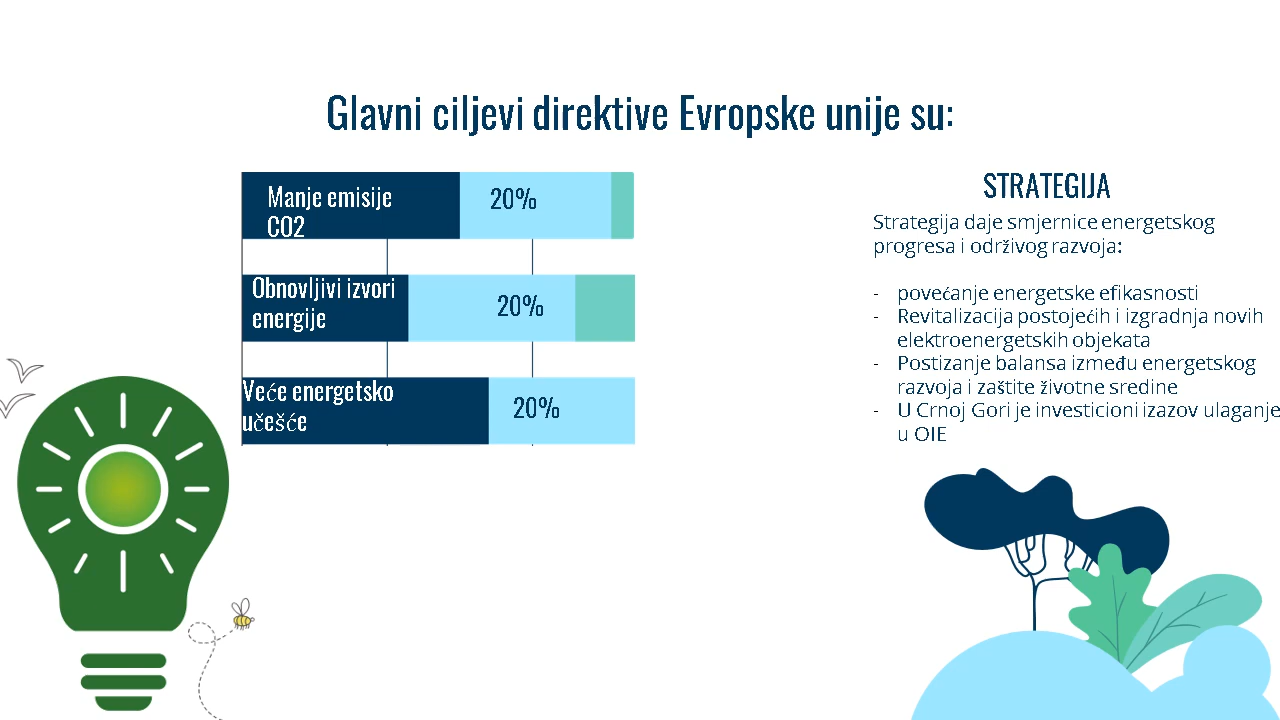 Glavni ciljevi direktive Evropske unije su:
Manje emisije
CO2
20%
Obnovljivi izvori
energije
20%
Veće energetsko
učešće
20%
STRATEGIJA
Strategija daje smjernice energetskog
progresa i održivog razvoja:
- povećanje energetske efikasnosti
- Revitalizacija postojećih i izgradnja novih
elektroenergetskih objekata
- Postizanje balansa između energetskog
razvoja i zaštite životne sredine
- U Crnoj Gori je investicioni izazov ulaganje
u OIE